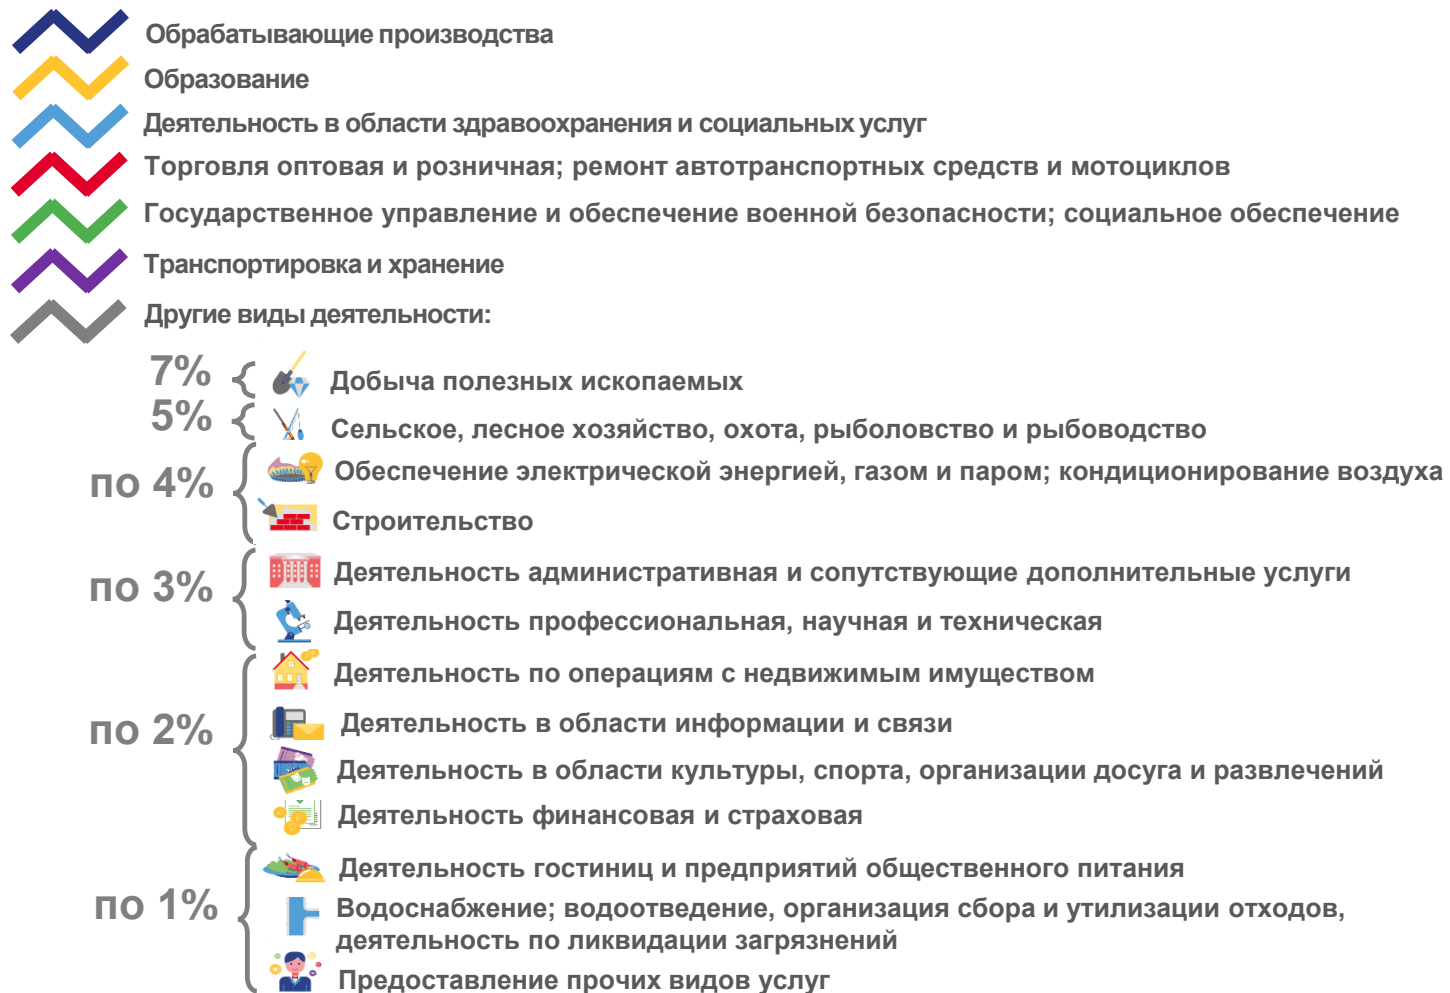 Обрабатывающие производства
Образование
Деятельность в области здравоохранения и социальных услуг
Торговля оптовая и розничная; ремонт автотранспортных средств и мотоциклов
Государственное управление и обеспечение военной безопасности; социальное обеспечение
Транспортировка и хранение
Другие виды деятельности:
7%
Добыча полезных ископаемых
5%
Сельское, лесное хозяйство, охота, рыболовство и рыбоводство
по 4%
Обеспечение электрической энергией, газом и паром; кондиционирование воздуха
Строительство
по 3%
Деятельность административная и сопутствующие дополнительные услуги
Деятельность профессиональная, научная и техническая
по 2%
Деятельность по операциям с недвижимым имуществом
Деятельность в области информации и связи
Деятельность в области культуры, спорта, организации досуга и развлечений
Деятельность финансовая и страховая
по 1%
Деятельность гостиниц и предприятий общественного питания
Водоснабжение; водоотведение, организация сбора и утилизации отходов,
деятельность по ликвидации загрязнений
Предоставление прочих видов услуг